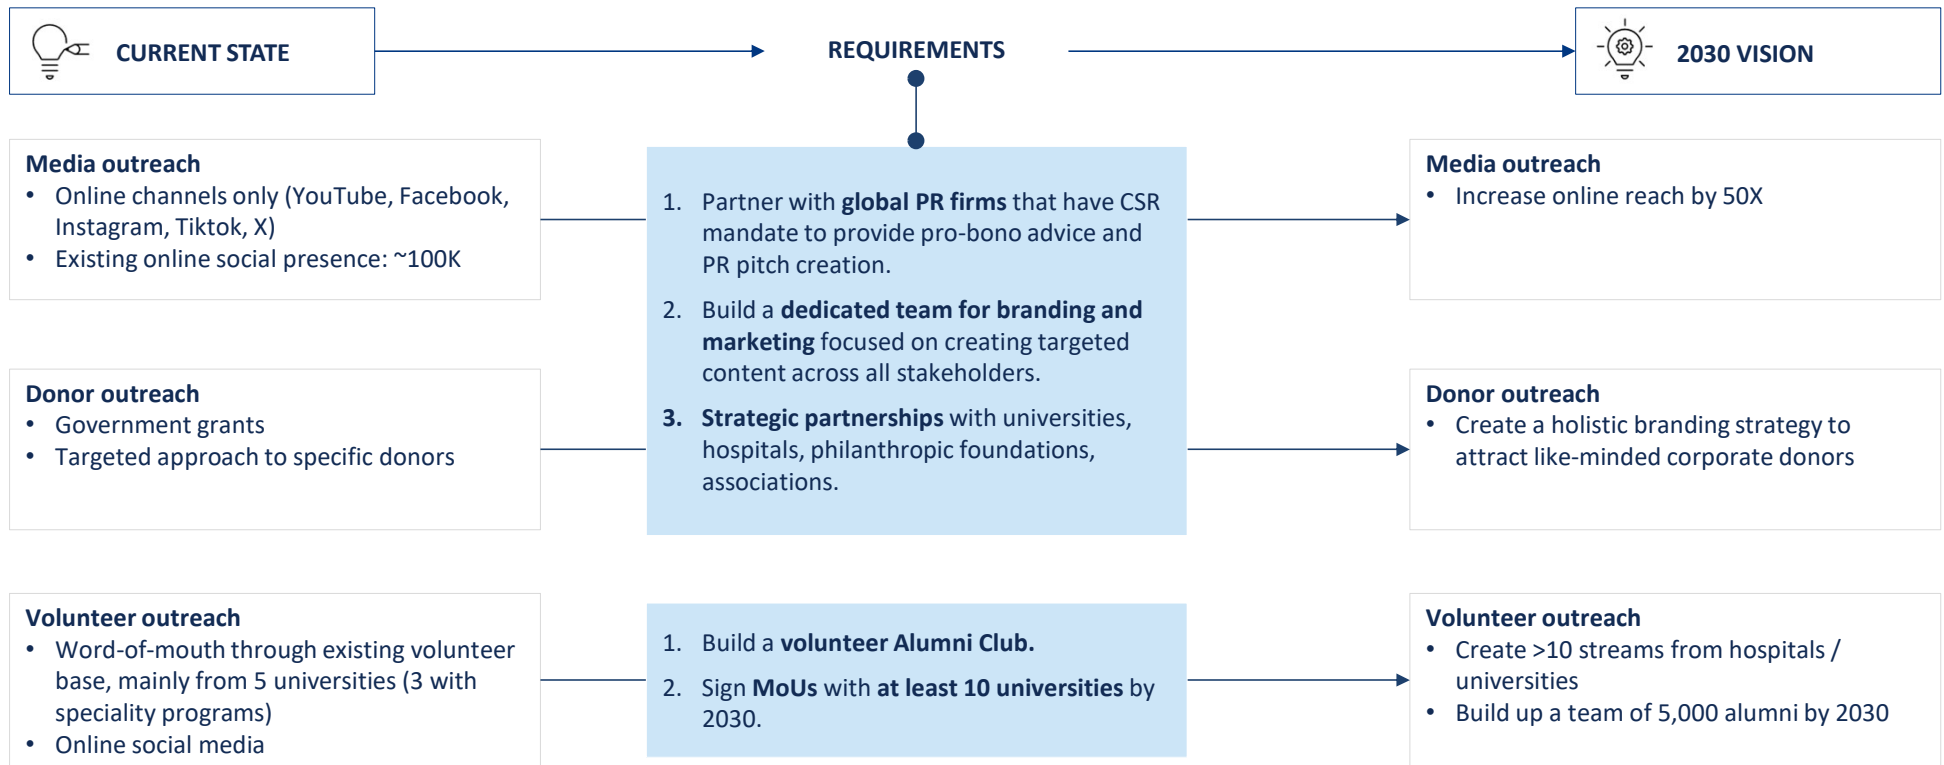 CURRENT STATE
REQUIREMENTS
2030 VISION
Media outreach
• Online channels only (YouTube, Facebook,
Instagram, Tiktok, X)
• Existing online social presence: ~100K
1. Partner with global PR firms that have CSR
mandate to provide pro-bono advice and
PR pitch creation.
2. Build a dedicated team for branding and
marketing focused on creating targeted
content across all stakeholders.
3. Strategic partnerships with universities,
hospitals, philanthropic foundations,
associations.
Media outreach
• Increase online reach by 50X
Donor outreach
• Government grants
• Targeted approach to specific donors
Donor outreach
• Create a holistic branding strategy to
attract like-minded corporate donors
Volunteer outreach
• Word-of-mouth through existing volunteer
base, mainly from 5 universities (3 with
speciality programs)
• Online social media
1. Build a volunteer Alumni Club.
2. Sign MoUs with at least 10 universities by
2030.
Volunteer outreach
• Create >10 streams from hospitals /
universities
• Build up a team of 5,000 alumni by 2030